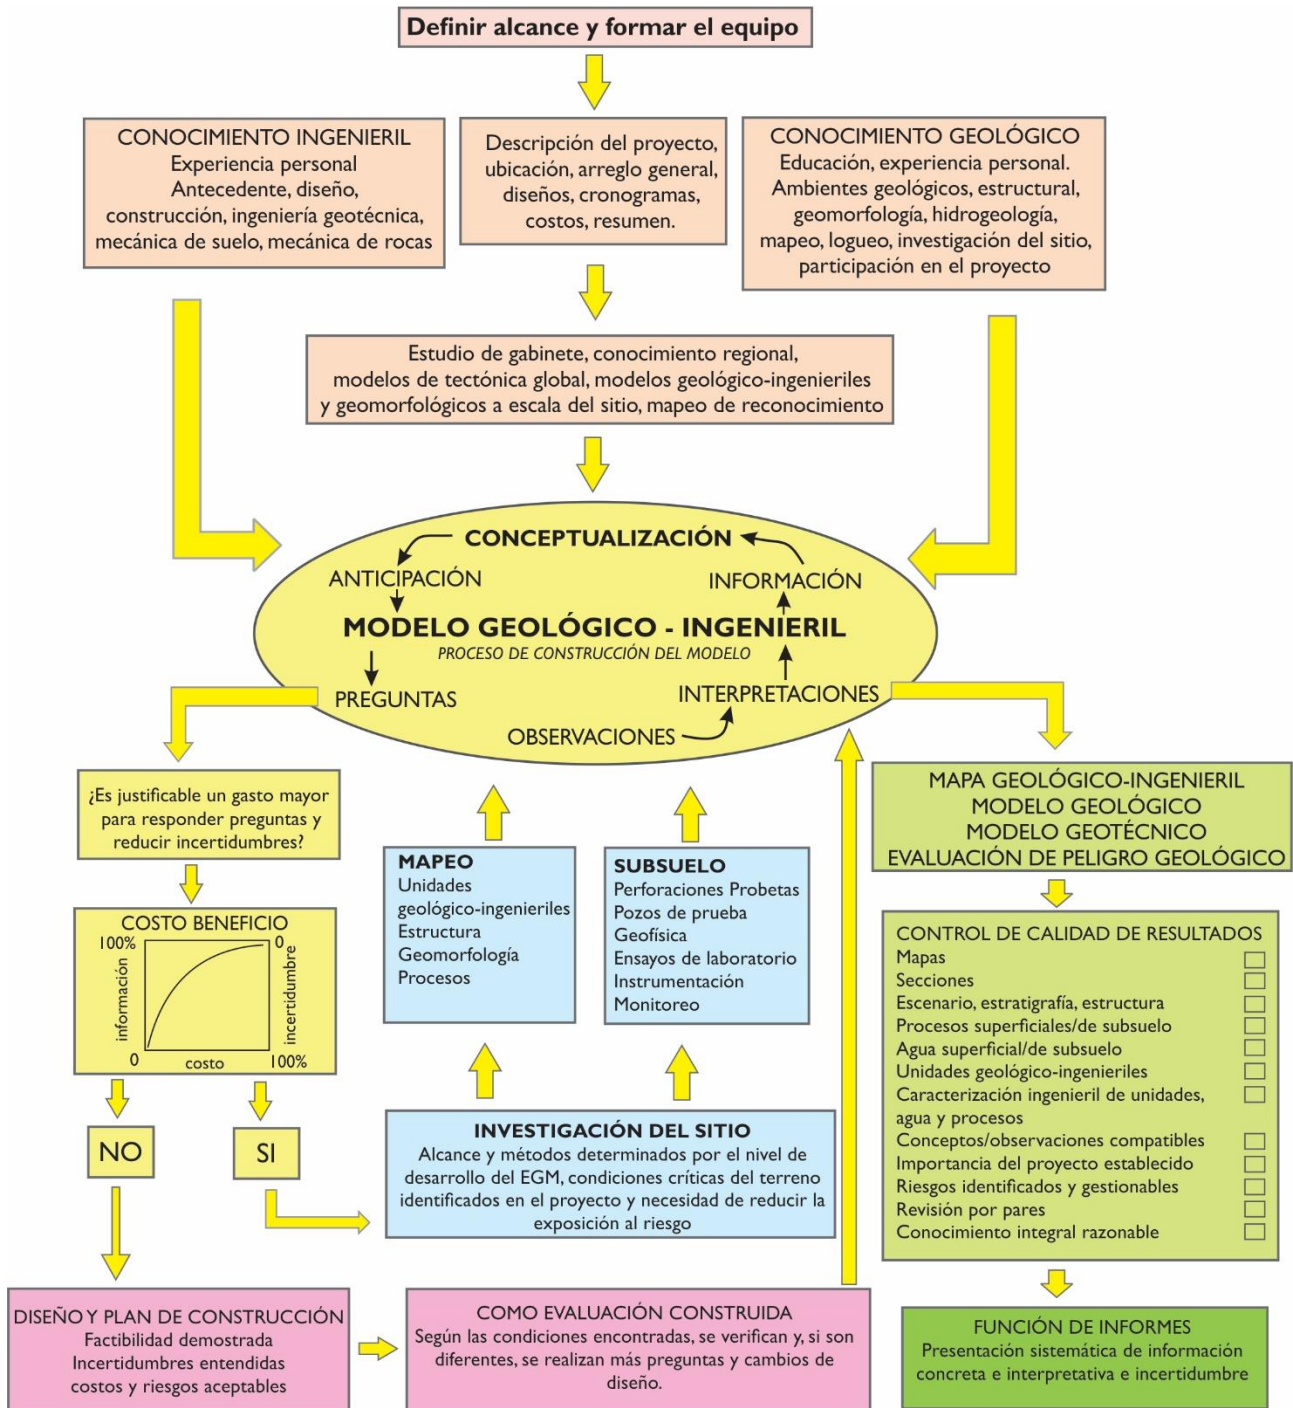 Definir alcance y formar el equipo
CONOCIMIENTO INGENIERIL
Experiencia personal
Antecedente, diseño,
construcción, ingeniería geotécnica,
mecánica de suelo, mecánica de rocas
Descripción del proyecto,
ubicación, arreglo general,
diseños, cronogramas,
costos, resumen.
CONOCIMIENTO GEOLÓGICO
Educación, experiencia personal.
Ambientes geológicos, estructural,
geomorfología, hidrogeología,
mapeo, logueo, investigación del sitio,
participación en el proyecto
Estudio de gabinete, conocimiento regional,
modelos de tectónica global, modelos geológico-ingenieriles
y geomorfológicos a escala del sitio, mapeo de reconocimiento
CONCEPTUALIZACIÓN
ANTICIPACIÓN
INFORMACIÓN
MODELO GEOLÓGICO - INGENIERIL
PROCESO DE CONSTRUCCIÓN DEL MODELO
PREGUNTAS
INTERPRETACIONES
OBSERVACIONES
¿Es justificable un gasto mayor
para responder preguntas y
reducir incertidumbres?
COSTO BENEFICIO
100%
0
información
incertidumbre
0
costo
100%
NO
SI
MAPEO
Unidades
geológico-ingenieriles
Estructura
Geomorfología
Procesos
SUBSUELO
Perforaciones Probetas
Pozos de prueba
Geofísica
Ensayos de laboratorio
Instrumentación
Monitoreo
INVESTIGACIÓN DEL SITIO
Alcance y métodos determinados por el nivel de
desarrollo del EGM, condiciones críticas del terreno
identificados en el proyecto y necesidad de reducir la
exposición al riesgo
MAPA GEOLÓGICO-INGENIERIL
MODELO GEOLÓGICO
MODELO GEOTÉCNICO
EVALUACIÓN DE PELIGRO GEOLÓGICO
CONTROL DE CALIDAD DE RESULTADOS
Mapas
Secciones
Escenario, estratigrafía, estructura
Procesos superficiales/de subsuelo
Agua superficial/de subsuelo
Unidades geológico-ingenieriles
Caracterización ingenieril de unidades,
agua y procesos
Conceptos/observaciones compatibles
Importancia del proyecto establecido
Riesgos identificados y gestionables
Revisión por pares
Conocimiento integral razonable
DISEÑO Y PLAN DE CONSTRUCCIÓN
Factibilidad demostrada
Incertidumbres entendidas
costos y riesgos aceptables
COMO EVALUACIÓN CONSTRUIDA
Según las condiciones encontradas, se verifican y, si son
diferentes, se realizan más preguntas y cambios de
diseño.
FUNCIÓN DE INFORMES
Presentación sistemática de información
concreta e interpretativa e incertidumbre